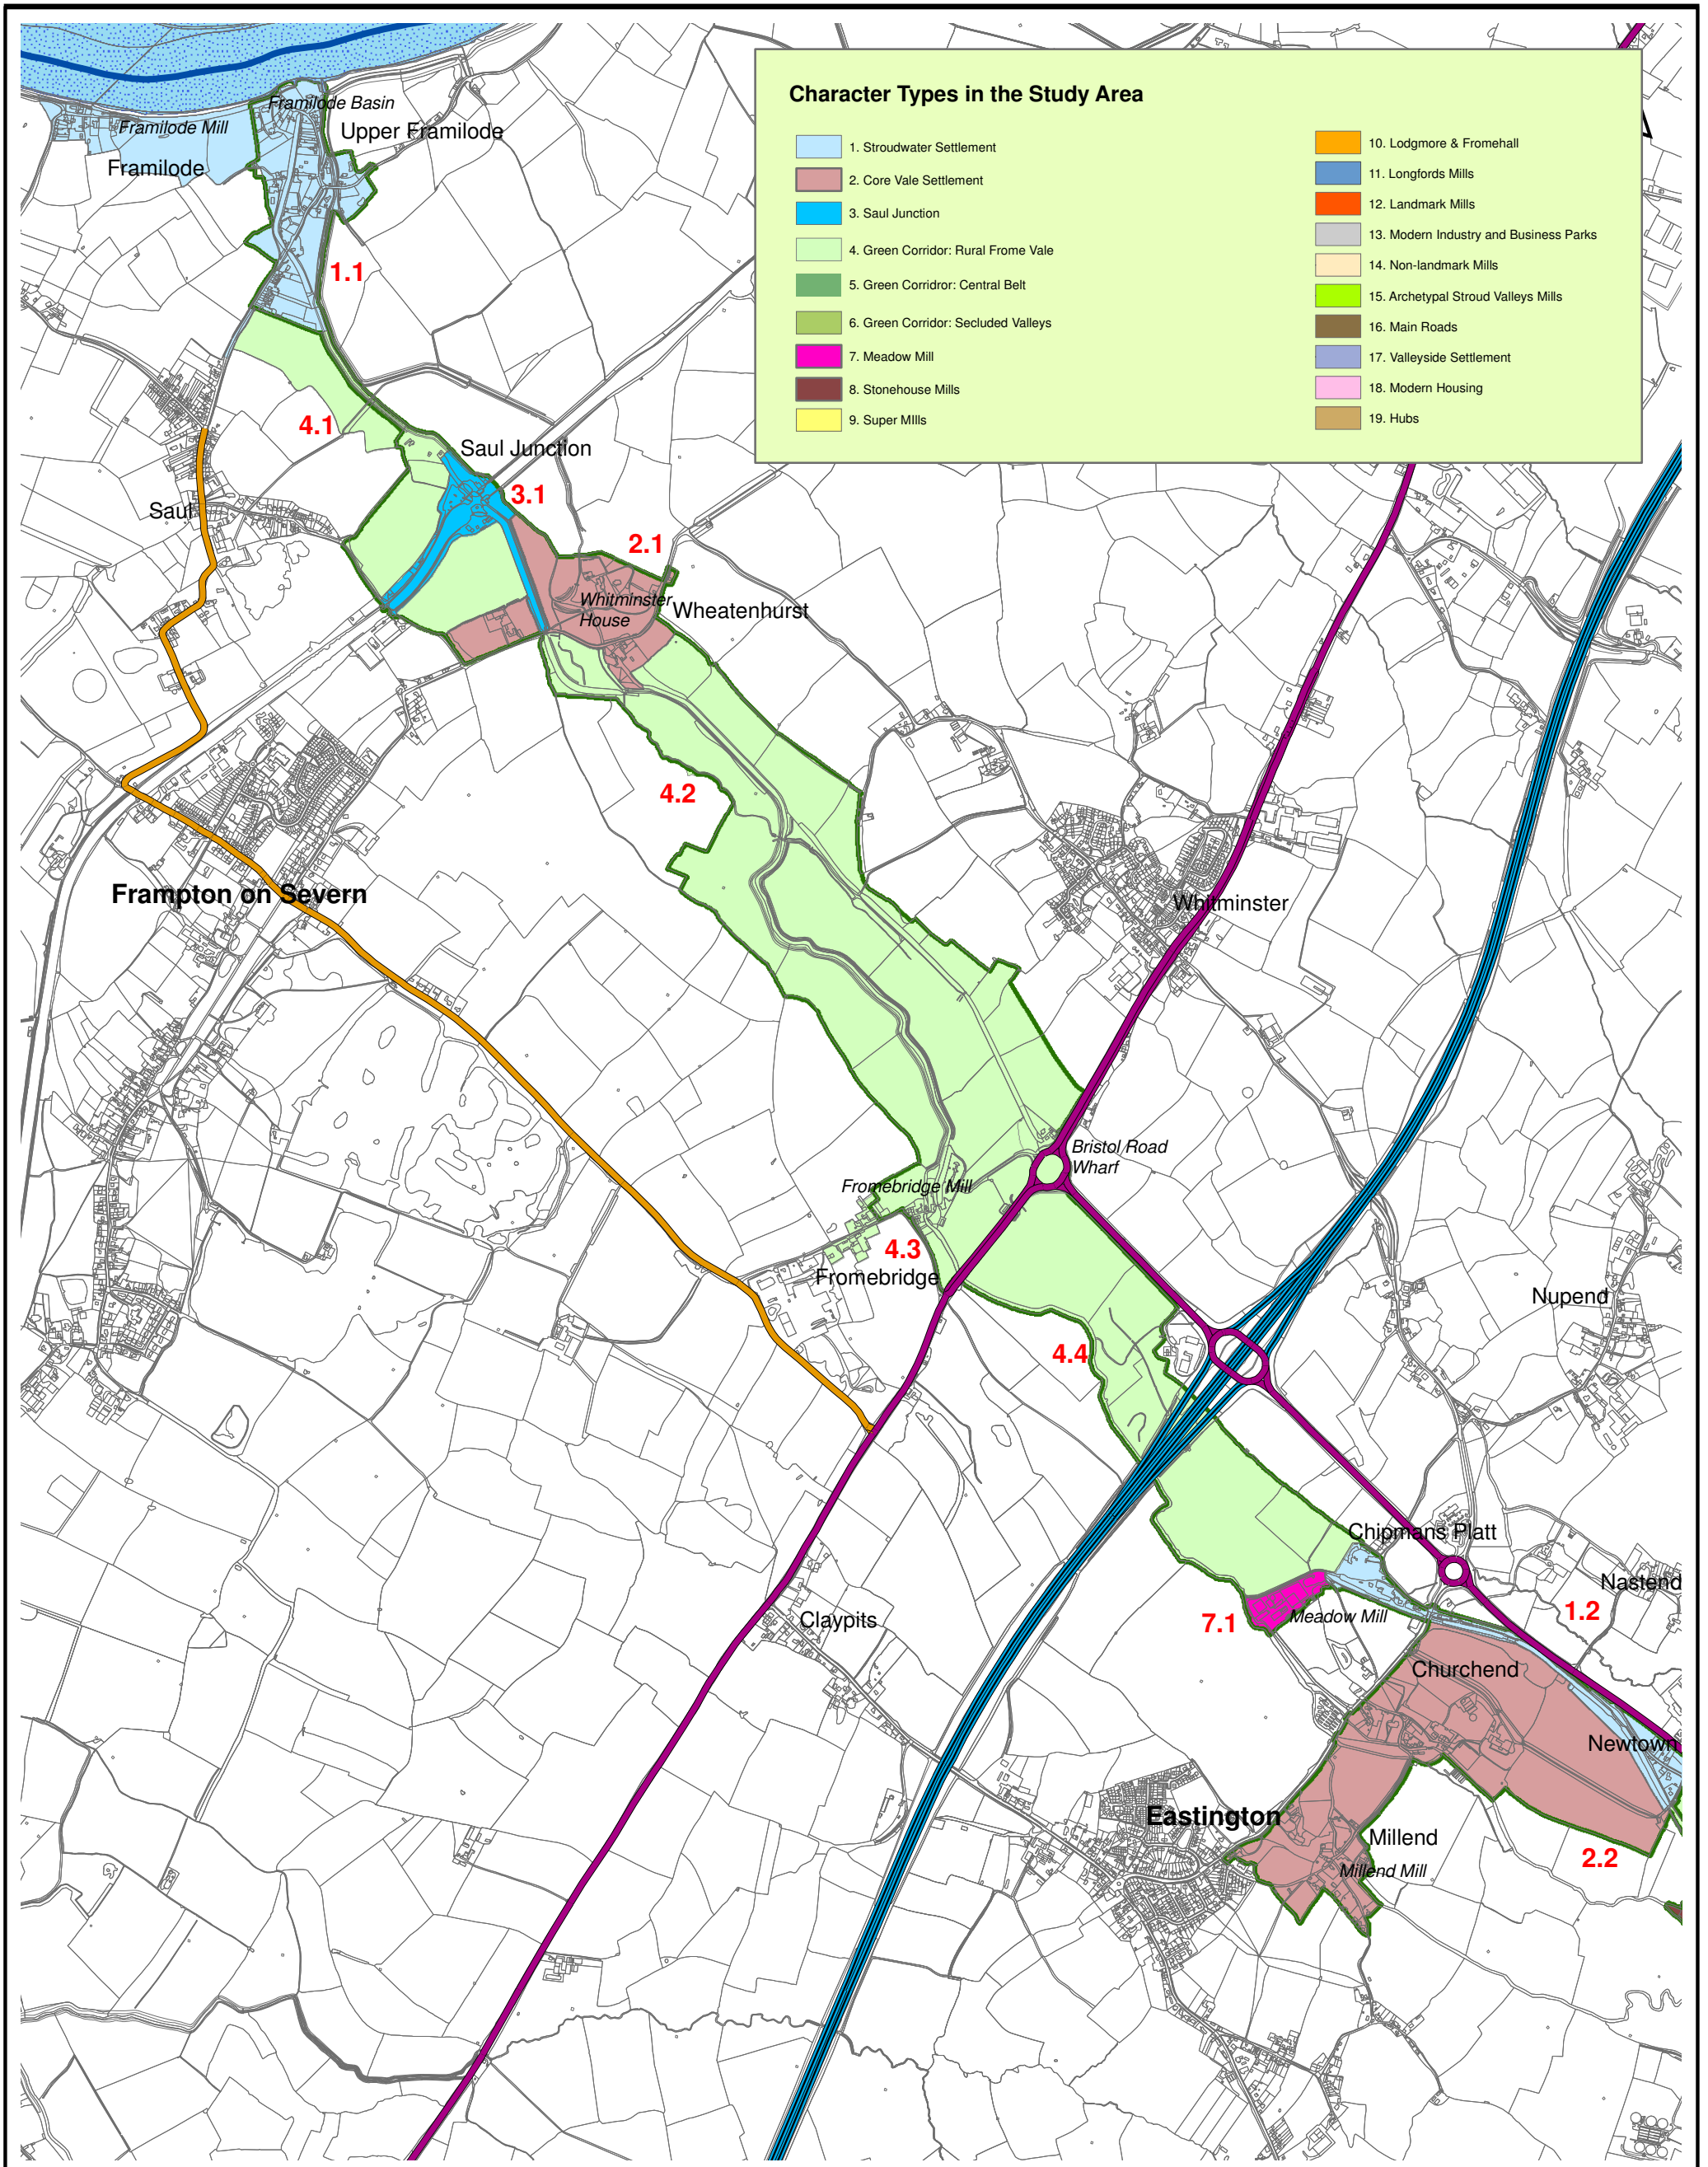 Character Types in the Study Area
1. Stroudwater Settlement
2. Core Vale Settlement
3. Saul Junction
4. Green Corridor: Rural Frome Vale
5. Green Corridror: Central Belt
6. Green Corridor: Secluded Valleys
7. Meadow Mill
8. Stonehouse Mills
9. Super MIlls
10. Lodgmore & Fromehall
11. Longfords Mills
12. Landmark Mills
13. Modern Industry and Business Parks
14. Non-landmark Mills
15. Archetypal Stroud Valleys Mills
16. Main Roads
17. Valleyside Settlement
18. Modern Housing
19. Hubs
Framilode Basin
Framilode Mill
Upper Framilode
Framilode
1.1
4.1
Saul Junction
3.1
Saul
2.1
Whitminster
House
Wheatenhurst
4.2
Frampton on Severn
Whitminster
Bristol Road
Wharf
Fromebridge Mill
4.3
Fromebridge
Nupend
4.4
Chipmans Platt
Nastend
1.2
7.1
Meadow Mill
Claypits
Churchend
Newtown
Eastington
Millend
2.2
Millend Mill